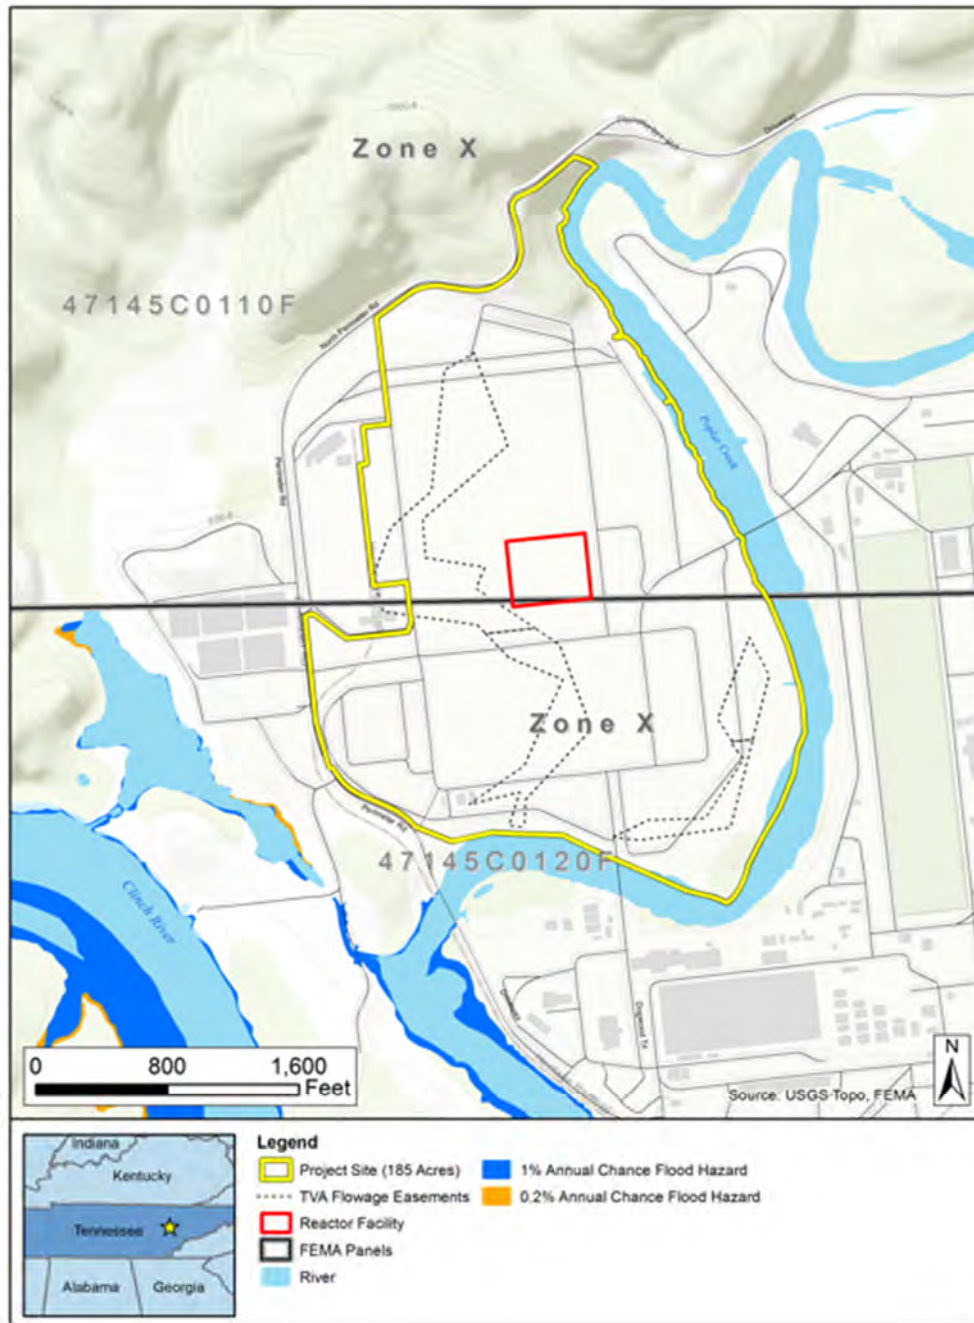 Zone X
47145C0110F
North Perimeter Rd
Perimeter Rd
Poplar Creek
Zone X
Perimeter Rd
47145C0120F
Clinch River
0 800 1,600
Feet
N
Source: USGS-Topo, FEMA
Indiana
Kentucky
Tennessee
Alabama
Georgia
Legend
Project Site (185 Acres)
TVA Flowage Easements
Reactor Facility
FEMA Panels
River
1% Annual Chance Flood Hazard
0.2% Annual Chance Flood Hazard